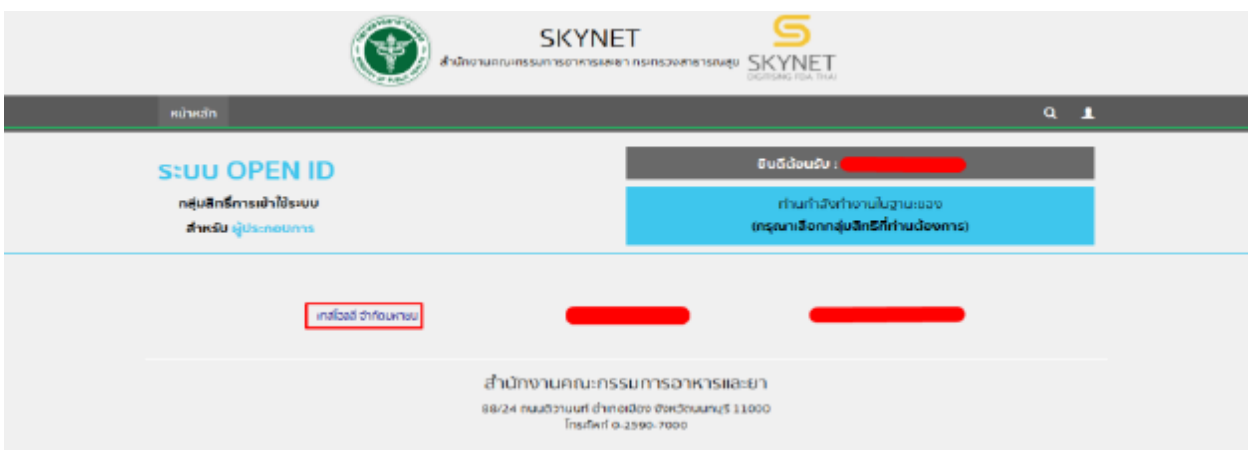 SKYNET
สำนักงานคณะกรรมการอาหารและยา กระทรวงสาธารณสุข
SKYNET
DIGITISING FDA THAI
หน้าหลัก
ระบบ OPEN ID
กลุ่มสิทธิ์การเข้าใช้ระบบ
สำหรับ ผู้ประกอบการ
ยินดีต้อนรับ :
ท่านกำลังทำงานในฐานะของ
(กรุณาเลือกกลุ่มสิทธิที่ท่านต้องการ)
จำกัดมหาชน
สำนักงานคณะกรรมการอาหารและยา
88/24 ถนนติวานนท์ อำเภอเมือง จังหวัดนนทบุรี 11000
โทรศัพท์ 0-2590-7000